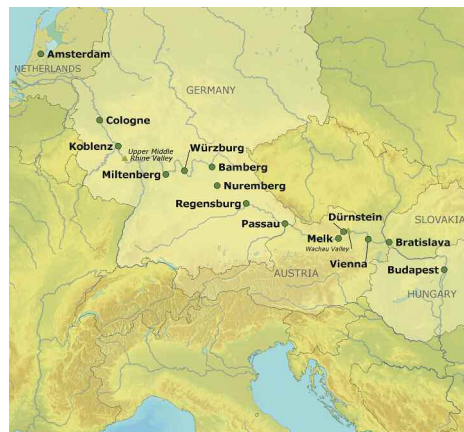 Amsterdam
NETHERLANDS
GERMANY
Cologne
Koblenz
Upper Middle
Rhine Valley
Würzburg
Miltenberg
Bamberg
Nuremberg
Regensburg
Passau
Dürnstein
SLOVAKIA
Melk
Wachau Valley
Bratislava
Vienna
Budapest
AUSTRIA
HUNGARY